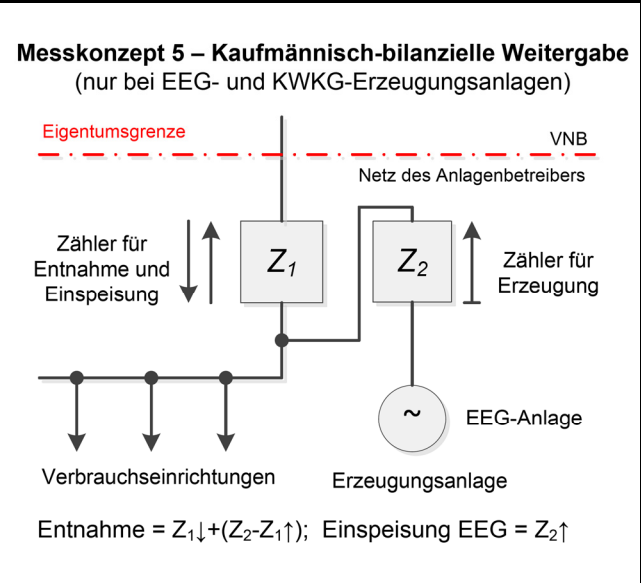 Messkonzept 5 – Kaufmännisch-bilanzielle Weitergabe
(nur bei EEG- und KWKG-Erzeugungsanlagen)
Eigentumsgrenze
VNB
Netz des Anlagenbetreibers
Zähler für
Entnahme und
Einspeisung
Z₁
Z₂
Zähler für
Erzeugung
~
EEG-Anlage
Verbrauchseinrichtungen
Erzeugungsanlage
Entnahme = Z₁↓+(Z₂-Z₁↑); Einspeisung EEG = Z₂↑